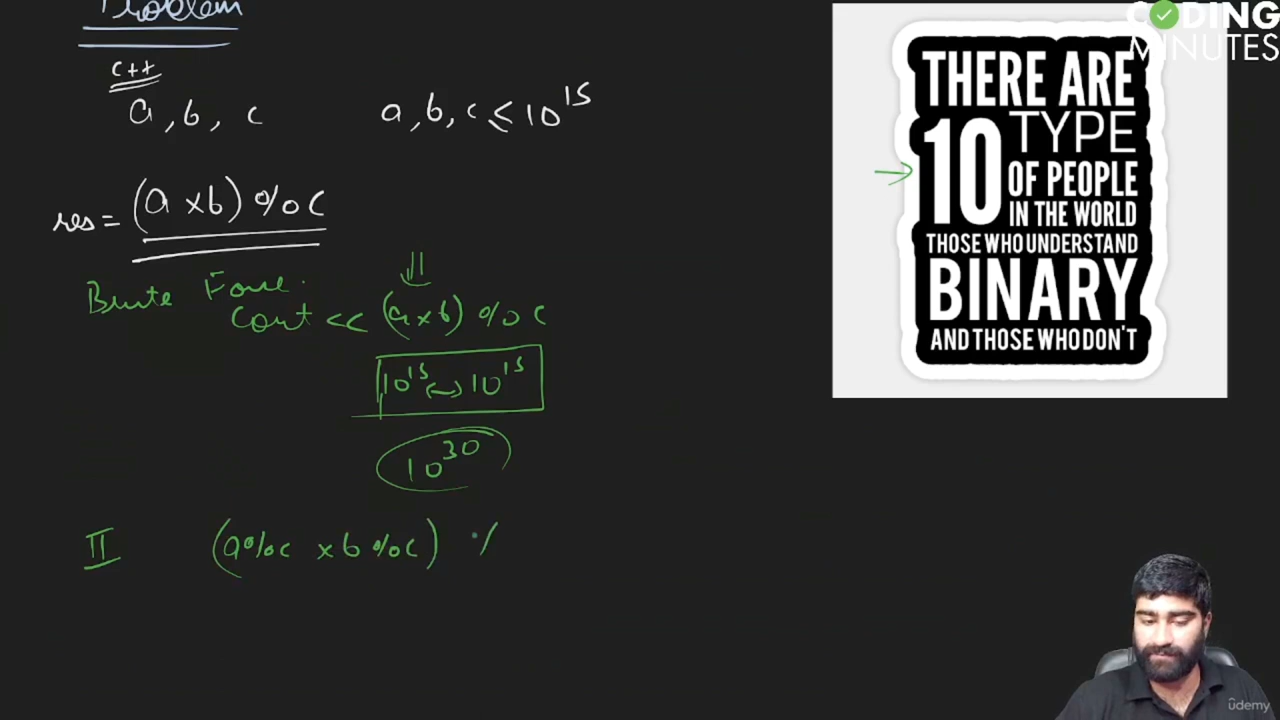 Problem
C++
a, b, c a, b, c ≤ 10^15
res = (a × b) % c
Brute Force.
cout << (a × b) % c
10^15 ↔ 10^15
10^30
II (a%c × b%c) %
CODING
MINUTES
THERE ARE
10 TYPE
OF PEOPLE
IN THE WORLD
THOSE WHO UNDERSTAND
BINARY
AND THOSE WHO DON'T
ûdemy